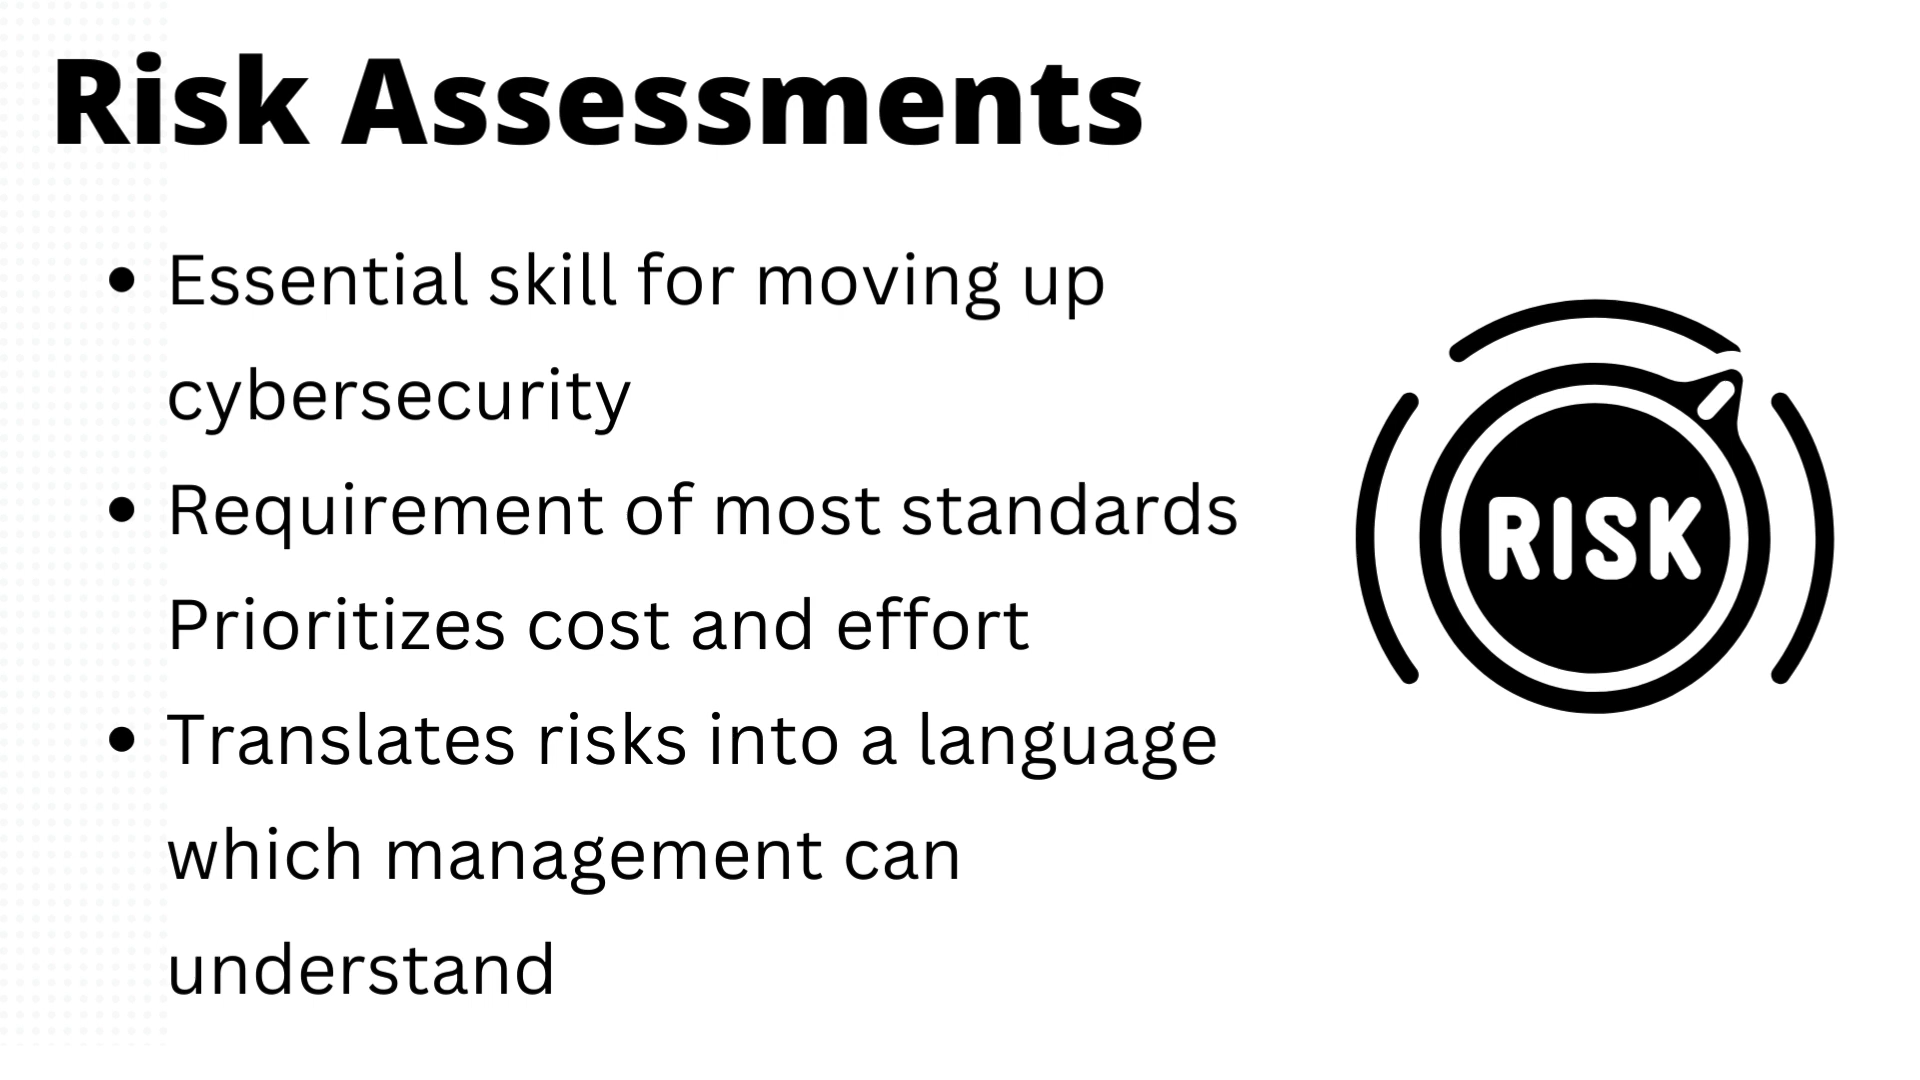 Risk Assessments
• Essential skill for moving up
cybersecurity
• Requirement of most standards
Prioritizes cost and effort
• Translates risks into a language
which management can
understand
RISK